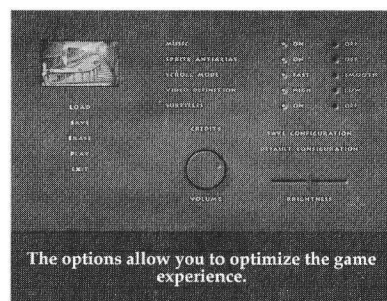 MUSIC ON OFF
SPRITE ANTIALIAS ON OFF
SCROLL MODE FAST SMOOTH
VIDEO DEFINITION HIGH LOW
SUBTITLES ON OFF
LOAD
SAVE
ERASE
PLAY
EXIT
CREDITS
SAVE CONFIGURATION
DEFAULT CONFIGURATION
VOLUME
BRIGHTNESS
The options allow you to optimize the game
experience.